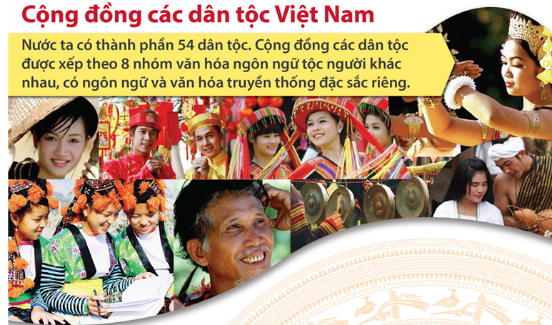 Cộng đồng các dân tộc Việt Nam
Nước ta có thành phần 54 dân tộc. Cộng đồng các dân tộc
được xếp theo 8 nhóm văn hóa ngôn ngữ tộc người khác
nhau, có ngôn ngữ và văn hóa truyền thống đặc sắc riêng.